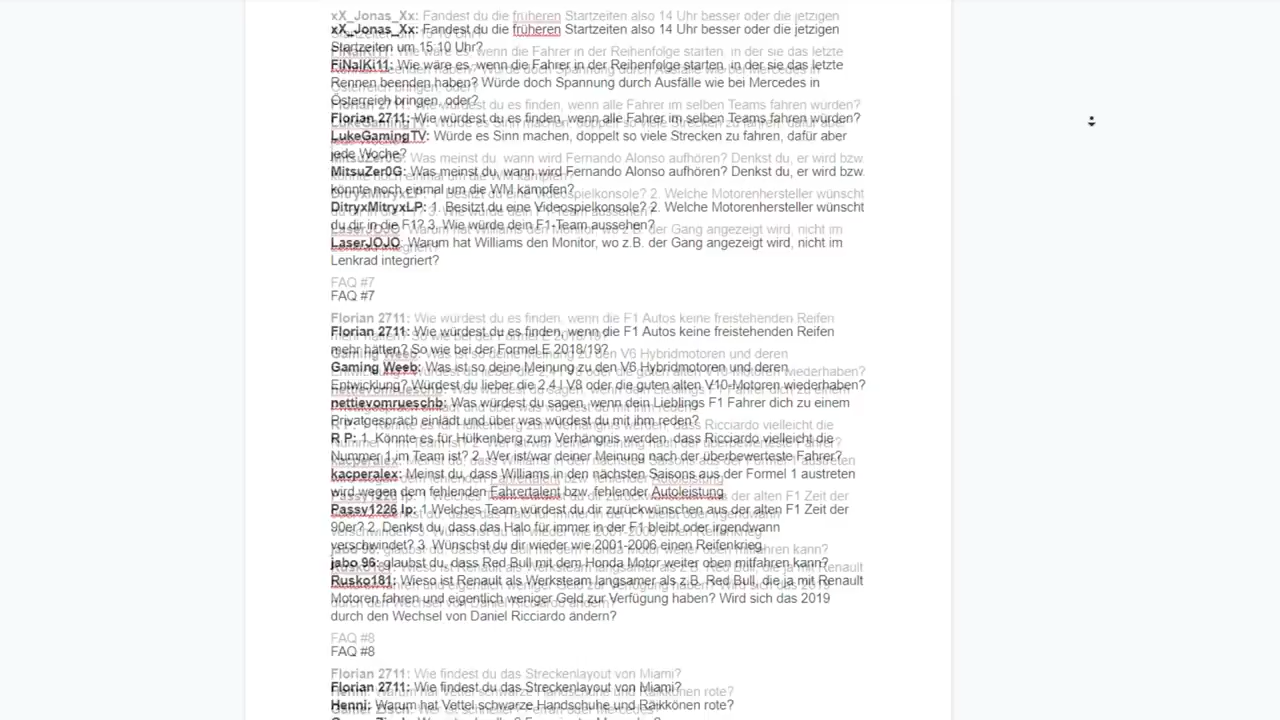 xX_Jonas_Xx: Fandest du die früheren Startzeiten also 14 Uhr besser oder die jetzigen
Startzeiten um 15:10 Uhr?
FiNalKi11: Wie wäre es, wenn die Fahrer in der Reihenfolge starten, in der sie das letzte
Rennen beendet haben? Würde doch Spannung durch Ausfälle wie bei Mercedes in
Österreich bringen, oder?
Florian 2711: Wie würdest du es finden, wenn alle Fahrer im selben Teams fahren würden?
LukeGamingTV: Würde es Sinn machen, doppelt so viele Strecken zu fahren, dafür aber
jede Woche?
MitsuZer0G: Was meinst du, wann wird Fernando Alonso aufhören? Denkst du, er wird bzw.
könnte noch einmal um die WM kämpfen?
DitryxMitryxLP: 1. Besitzt du eine Videospielkonsole? 2. Welche Motorenhersteller wünscht
du dir in die F1? 3. Wie würde dein F1-Team aussehen?
LaserJOJO: Warum hat Williams den Monitor, wo z.B. der Gang angezeigt wird, nicht im
Lenkrad integriert?
FAQ #7
Florian 2711: Wie würdest du es finden, wenn die F1 Autos keine freistehenden Reifen
mehr hätten? So wie bei der Formel E 2018/19?
Gaming Weeb: Was ist so deine Meinung zu den V6 Hybridmotoren und deren
Entwicklung? Würdest du lieber die 2.4 l V8 oder die guten alten V10-Motoren wiederhaben?
nettievomrueschb: Was würdest du sagen, wenn dein Lieblings F1 Fahrer dich zu einem
Privatgespräch einlädt und über was würdest du mit ihm reden?
R P: 1. Könnte es für Hülkenberg zum Verhängnis werden, dass Ricciardo vielleicht die
Nummer 1 im Team ist? 2. Wer ist/war deiner Meinung nach der überbewerteste Fahrer?
kacperalex: Meinst du, dass Williams in den nächsten Saisons aus der Formel 1 austreten
wird wegen dem fehlenden Fahrertalent bzw. fehlender Autoleistung
Passy1226 lp: 1.Welches Team würdest du dir zurückwünschen aus der alten F1 Zeit der
90er? 2. Denkst du, dass das Halo für immer in der F1 bleibt oder irgendwann
verschwindet? 3. Wünschst du dir wieder wie 2001-2006 einen Reifenkrieg
jabo 96: glaubst du, dass Red Bull mit dem Honda Motor weiter oben mitfahren kann?
Rusko181: Wieso ist Renault als Werksteam langsamer als z.B. Red Bull, die ja mit Renault
Motoren fahren und eigentlich weniger Geld zur Verfügung haben? Wird sich das 2019
durch den Wechsel von Daniel Ricciardo ändern?
FAQ #8
Florian 2711: Wie findest du das Streckenlayout von Miami?
Henni: Warum hat Vettel schwarze Handschuhe und Räikkönen rote?